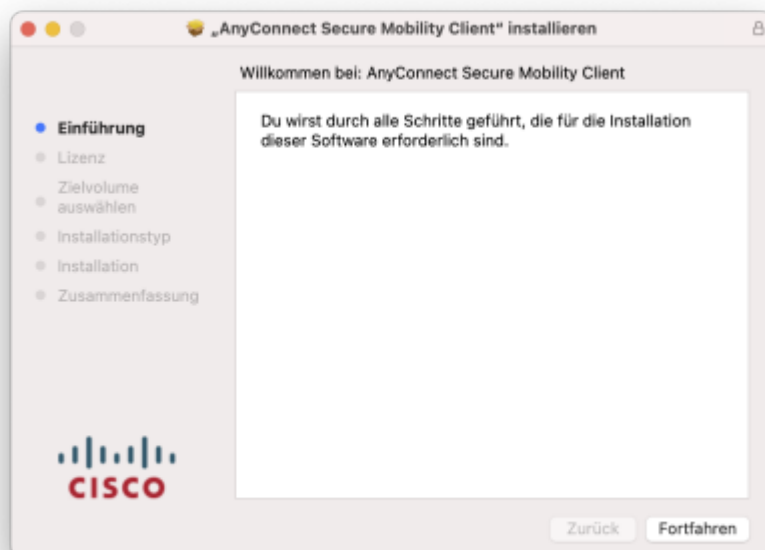 „AnyConnect Secure Mobility Client“ installieren
Willkommen bei: AnyConnect Secure Mobility Client
Einführung
Lizenz
Zielvolume
auswählen
Installationstyp
Installation
Zusammenfassung
Du wirst durch alle Schritte geführt, die für die Installation
dieser Software erforderlich sind.
CISCO
Zurück
Fortfahren